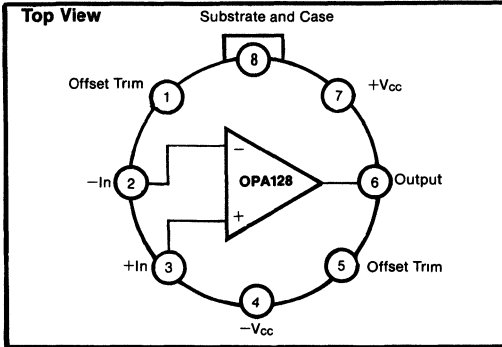 Top View
Substrate and Case
8
Offset Trim
1
7
+Vcc
−In
2
−
OPA128
6
Output
+
+In
3
5
Offset Trim
4
−Vcc